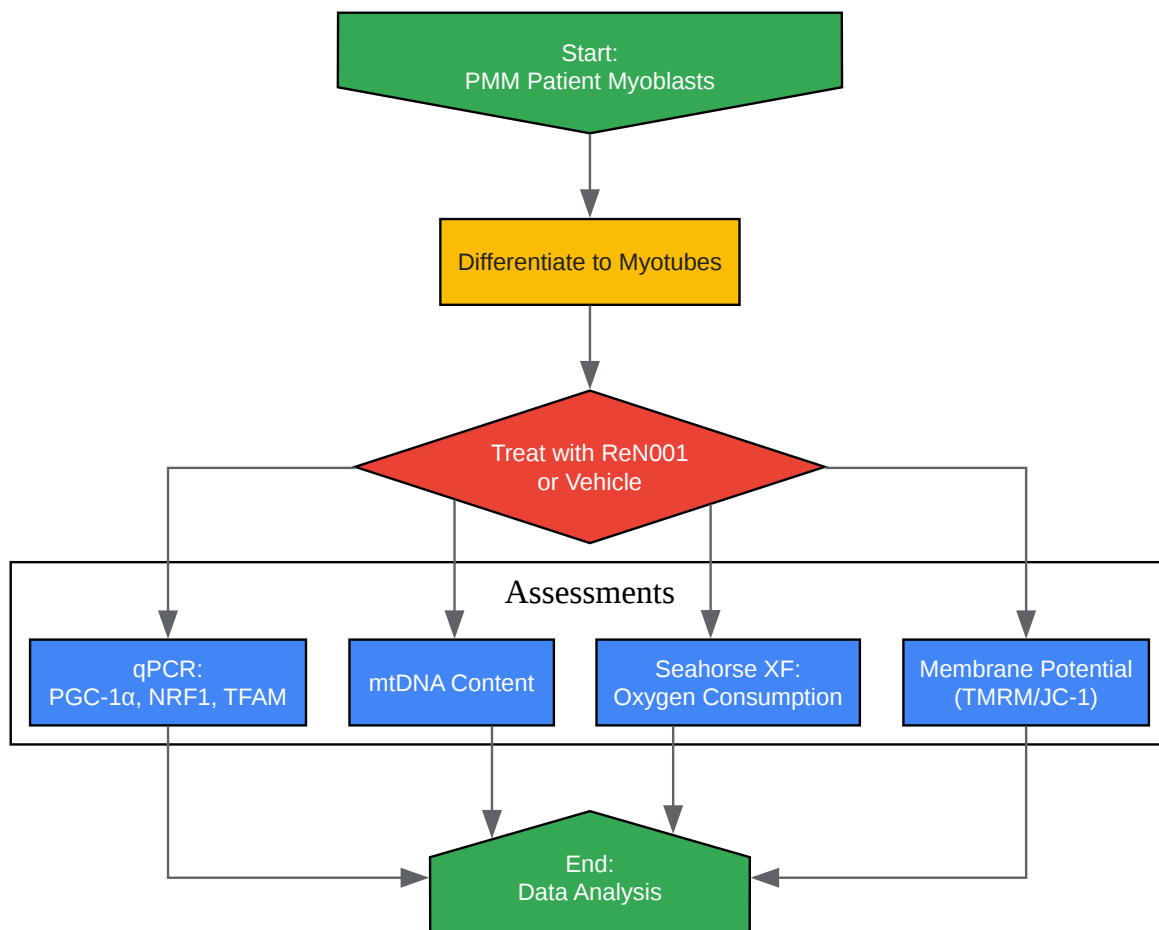 Start:
PMM Patient Myoblasts
Differentiate to Myotubes
Treat with ReN001
or Vehicle
Assessments
qPCR:
PGC-1α, NRF1, TFAM
mtDNA Content
Seahorse XF:
Oxygen Consumption
Membrane Potential
(TMRM/JC-1)
End:
Data Analysis